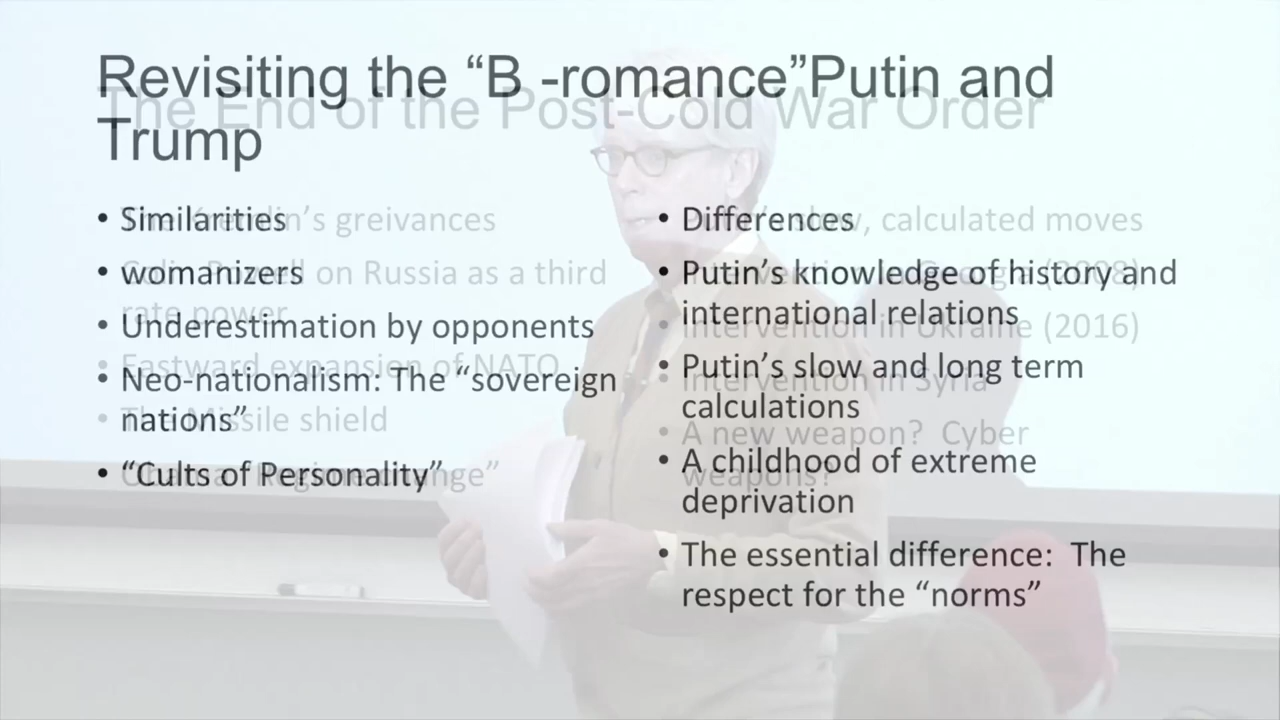 Revisiting the “B -romance”Putin and
Trump
• Similarities
• womanizers
• Underestimation by opponents
• Neo-nationalism: The “sovereign
nations”
• “Cults of Personality”
• Differences
• Putin’s knowledge of history and
international relations
• Putin’s slow and long term
calculations
• A childhood of extreme
deprivation
• The essential difference:  The
respect for the “norms”
The End of the Post-Cold War Order
greivances
on Russia as a third
rate power
• Eastward expansion of NATO
• The Missile shield
calculated moves
(2008)
• Intervention in Ukraine (2016)
• Intervention in Syria
• A new weapon?  Cyber
weapons?